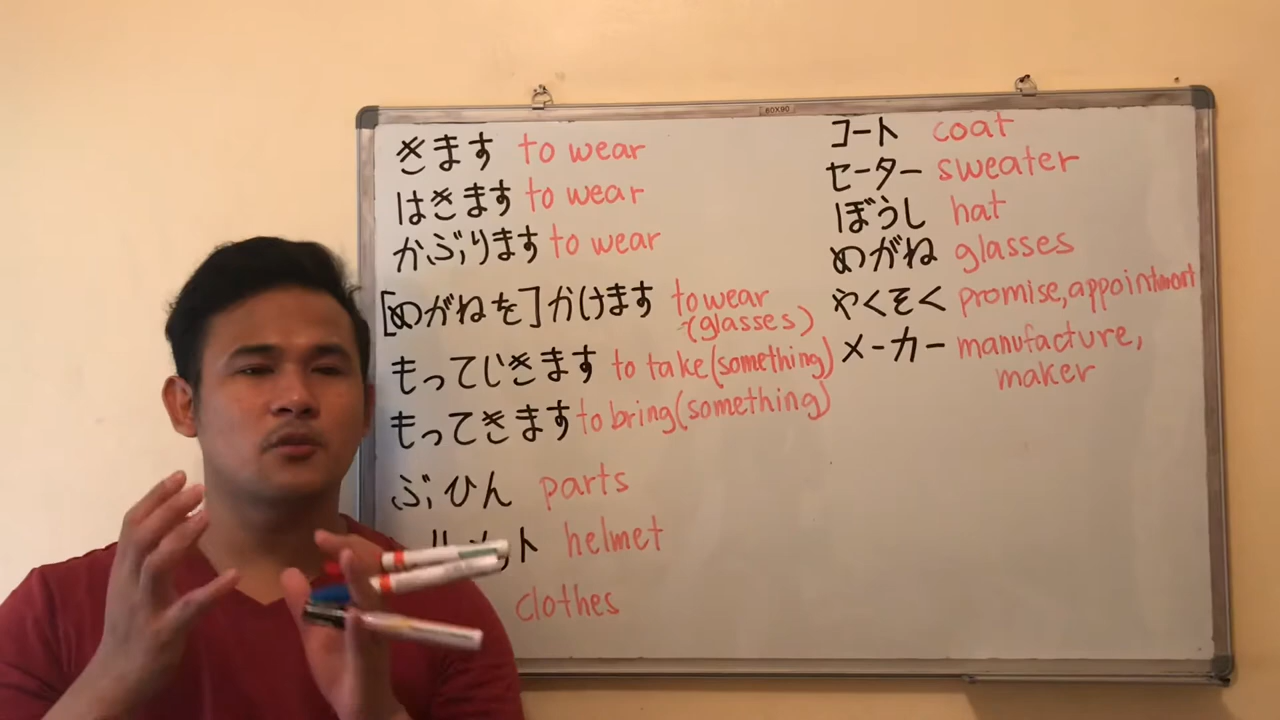 60X90
きます to wear
はきます to wear
かぶります to wear
[めがねを]かけます to wear
(glasses)
もっていきます to take(something)
もってきます to bring(something)
ぶひん parts
helmet
clothes
コート coat
セーター sweater
ぼうし hat
めがね glasses
やくそく promise, appointment
メーカー manufacture,
maker